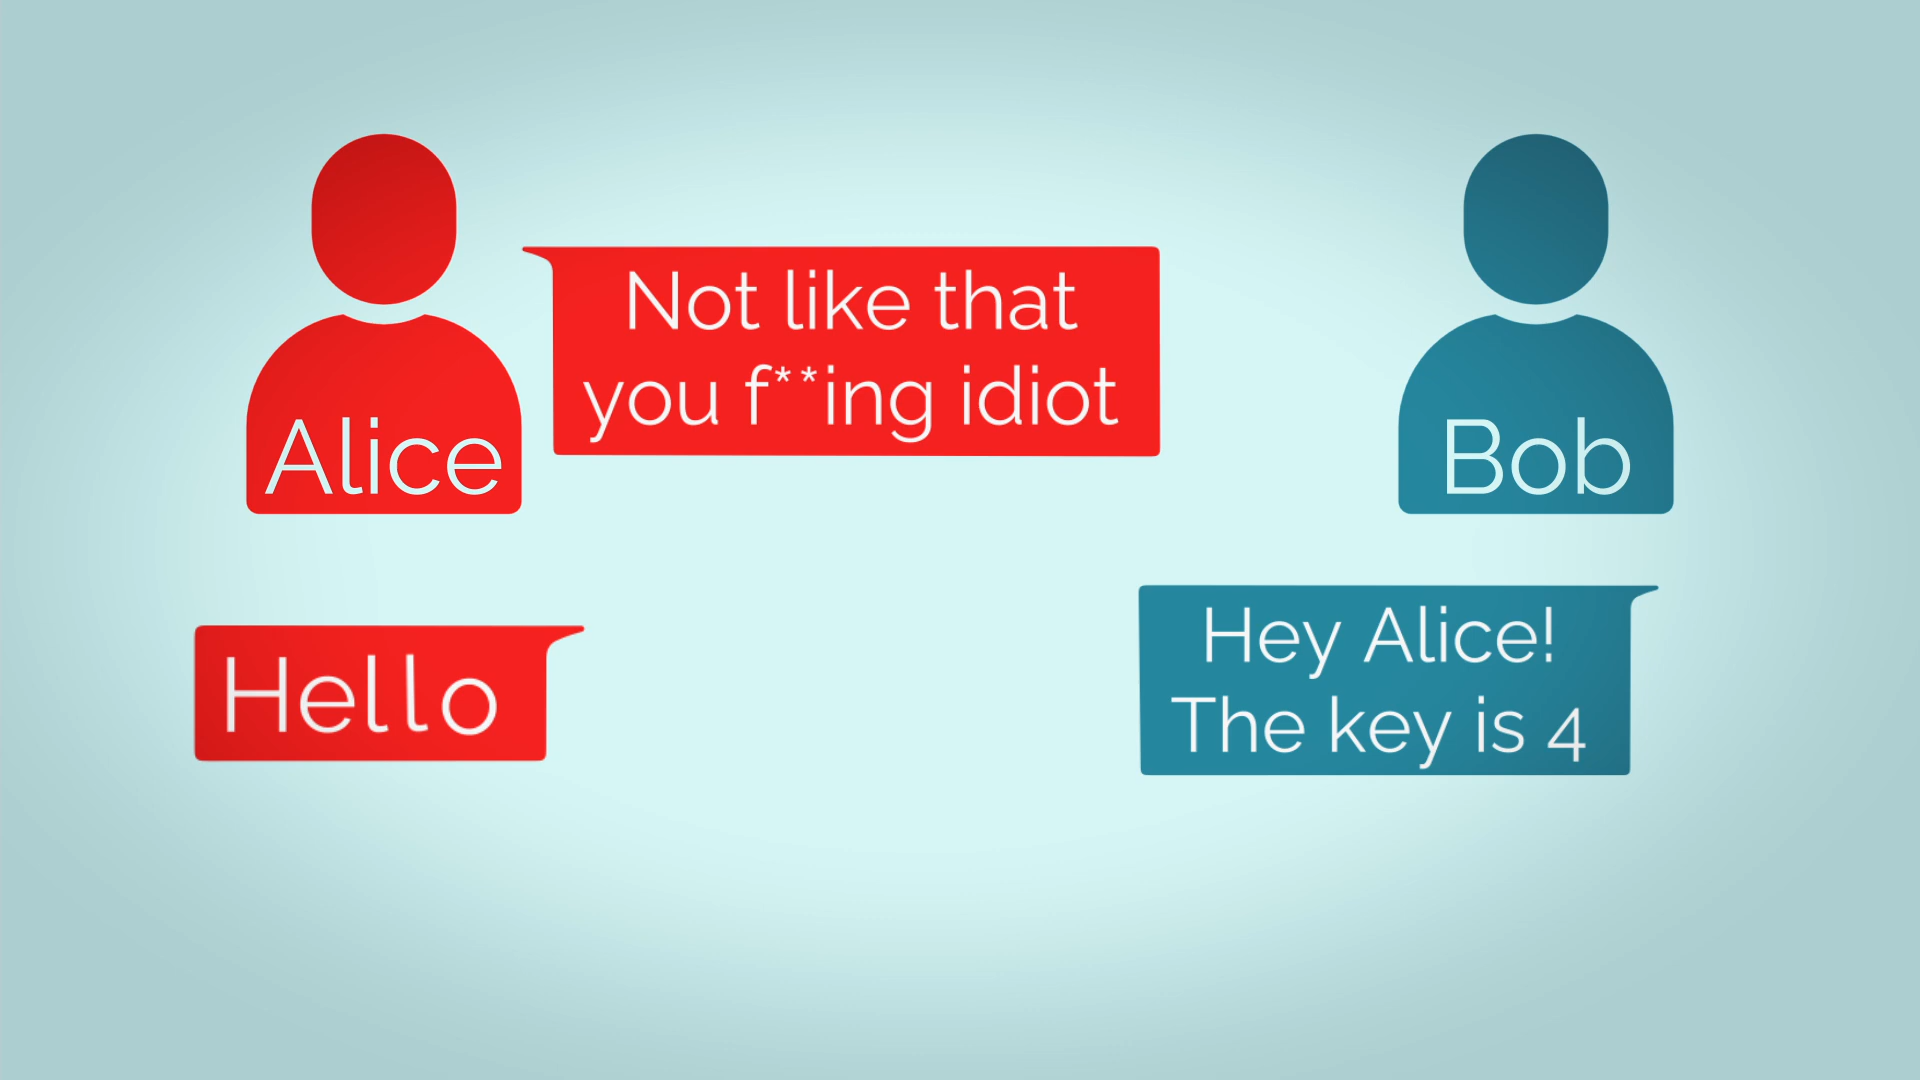 Not like that
you f**ing idiot
Alice
Bob
Hello
Hey Alice!
The key is 4